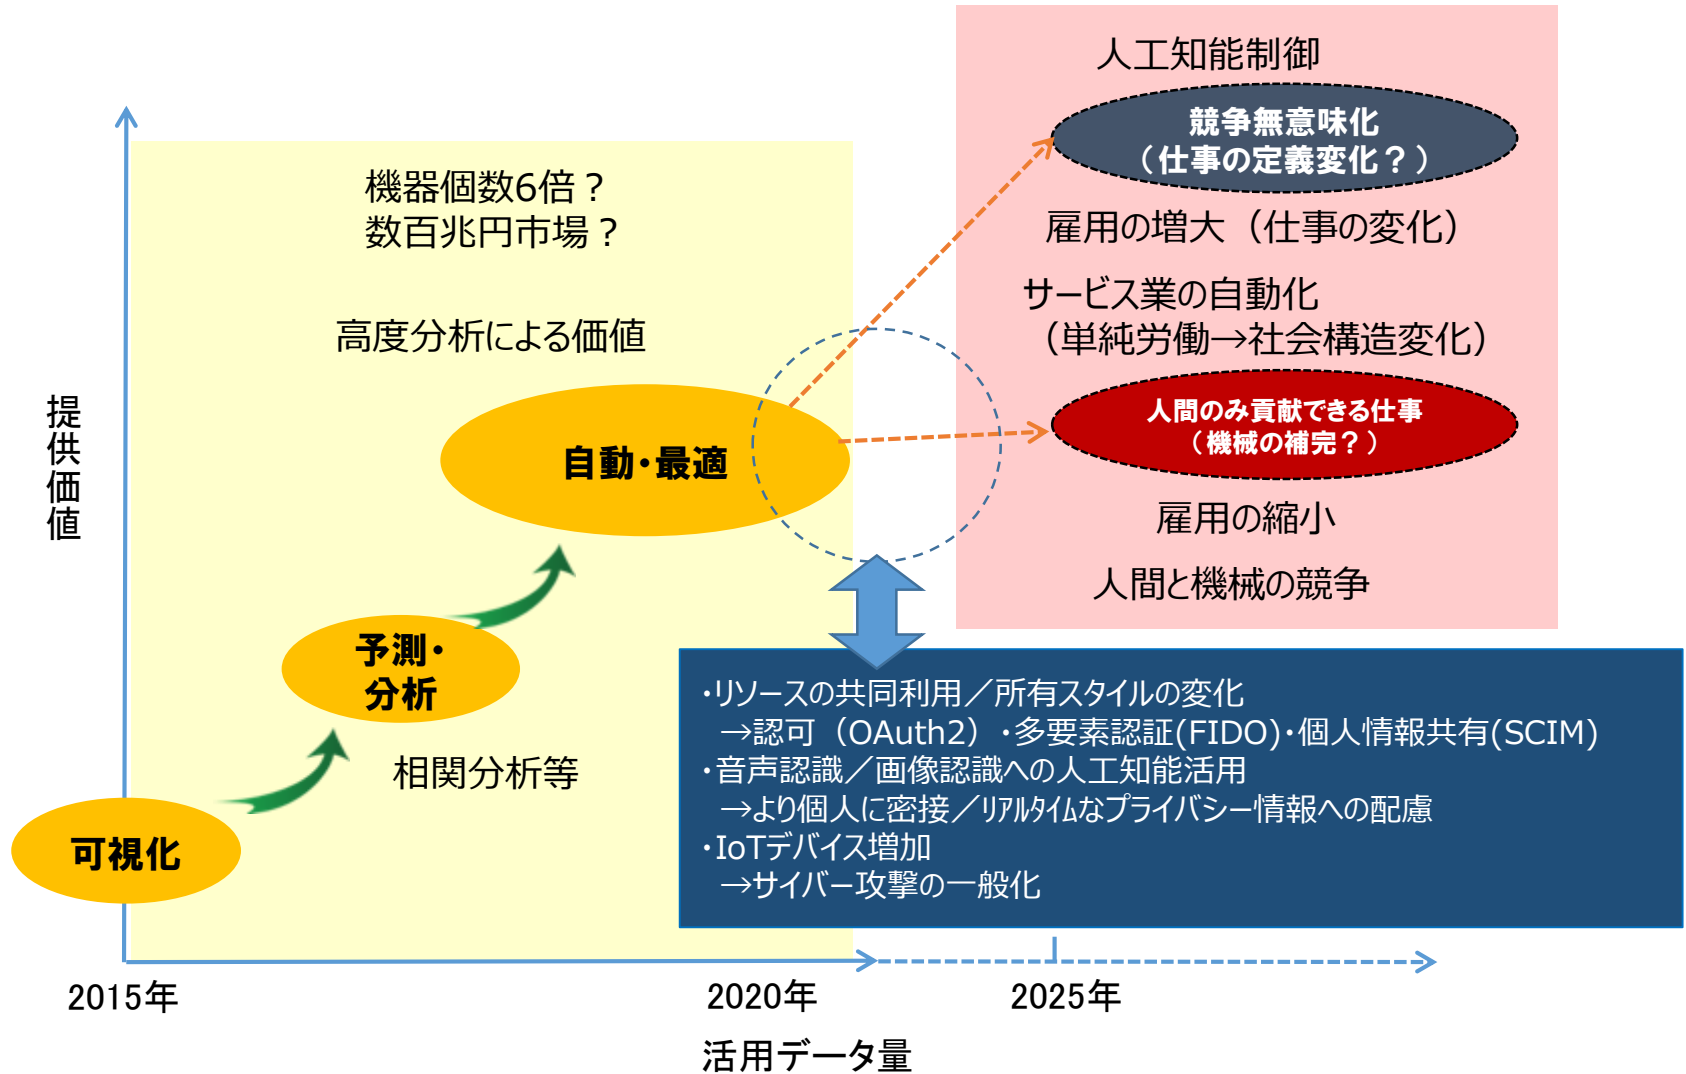 人工知能制御
競争無意味化
（仕事の定義変化？）
機器個数6倍？
数百兆円市場？
雇用の増大（仕事の変化）
サービス業の自動化
（単純労働→社会構造変化）
高度分析による価値
提供価値
人間のみ貢献できる仕事
（機械の補完？）
自動・最適
雇用の縮小
人間と機械の競争
予測・
分析
相関分析等
可視化
・リソースの共同利用／所有スタイルの変化
→認可（OAuth2）・多要素認証(FIDO)・個人情報共有(SCIM)
・音声認識／画像認識への人工知能活用
→より個人に密接／ﾘｱﾙﾀｲﾑなプライバシー情報への配慮
・IoTデバイス増加
→サイバー攻撃の一般化
2015年
2020年
2025年
活用データ量